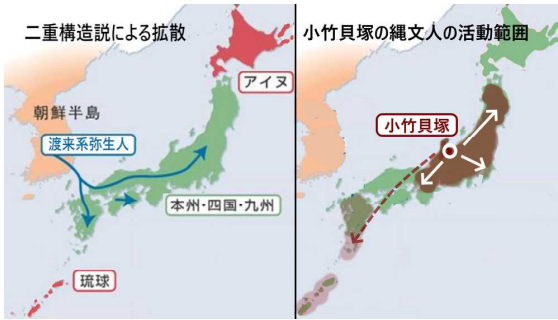 二重構造説による拡散
アイヌ
朝鮮半島
渡来系弥生人
本州・四国・九州
琉球
小竹貝塚の縄文人の活動範囲
小竹貝塚